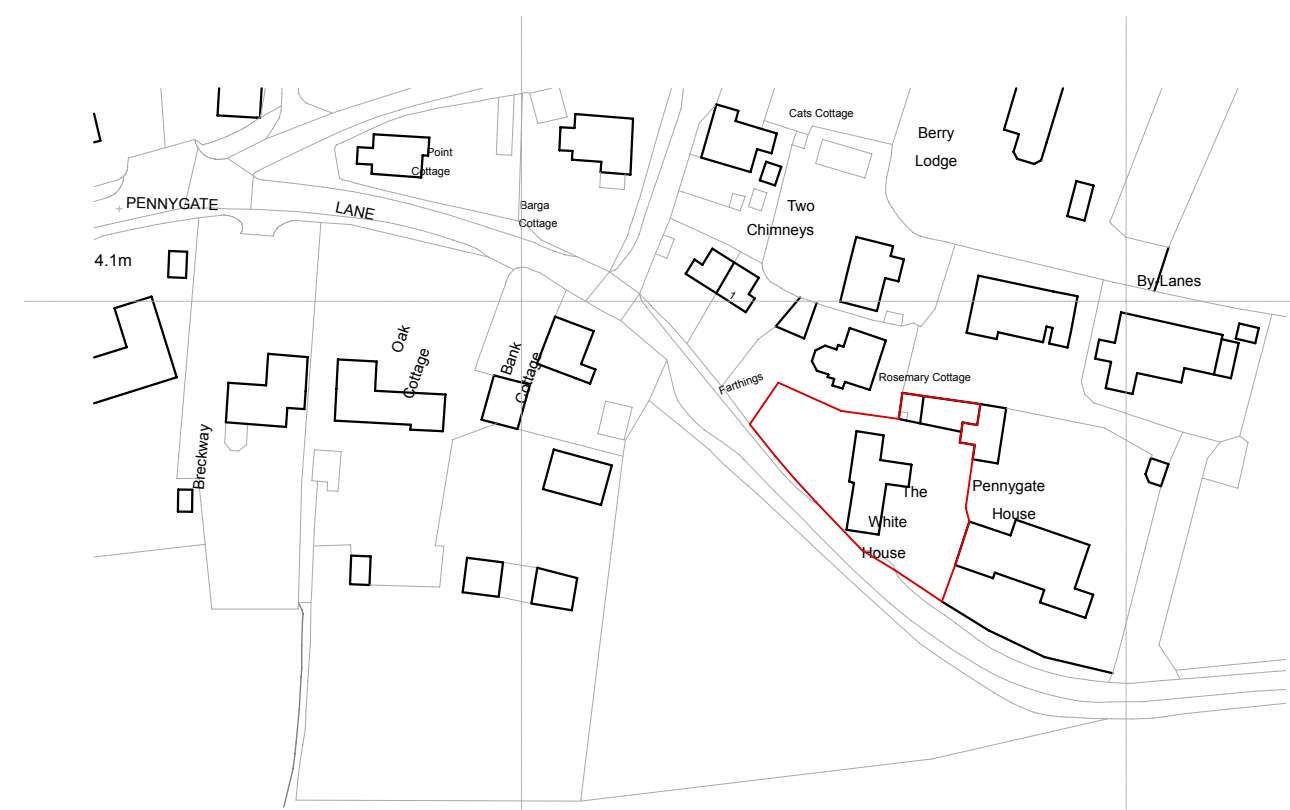 Cats Cottage
Berry
Lodge
Point
Cottage
PENNYGATE
LANE
Barga
Cottage
Two
Chimneys
4.1m
By-Lanes
1
Oak
Cottage
Bank
Cottage
Farthings
Rosemary Cottage
Breckway
The
White
House
Pennygate
House